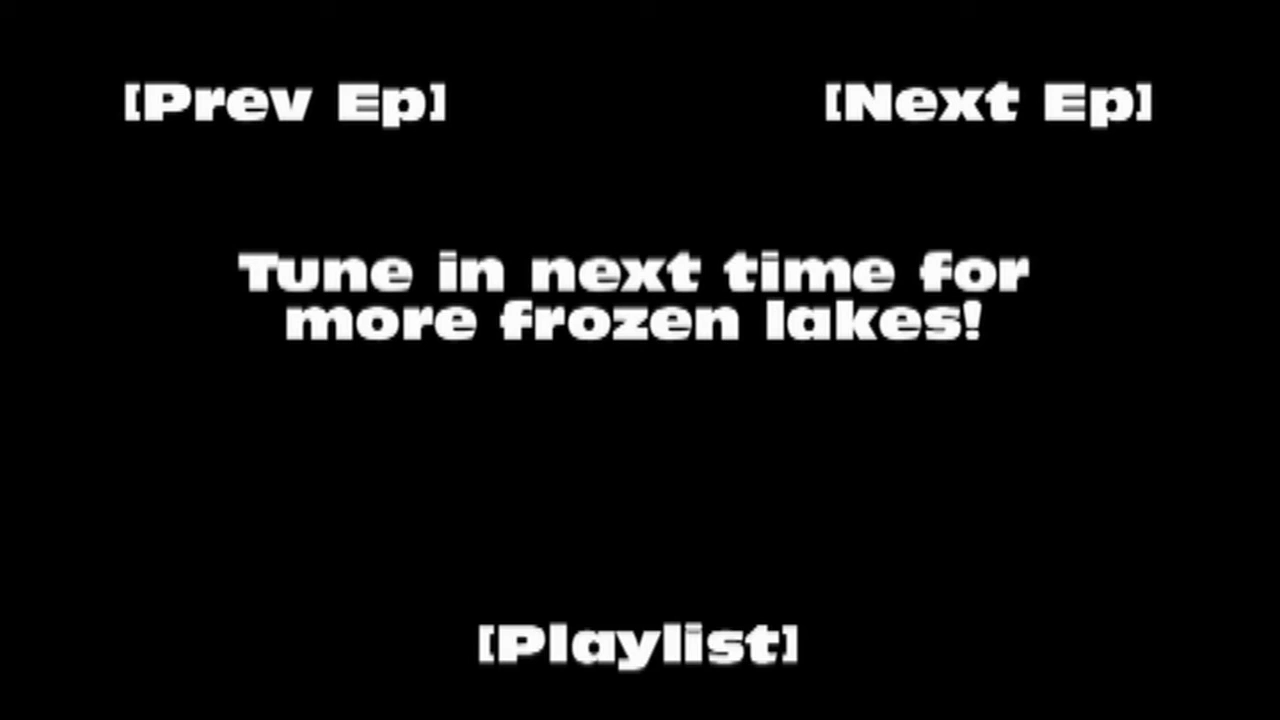 [Prev Ep]
[Next Ep]
Tune in next time for
more frozen lakes!
[Playlist]